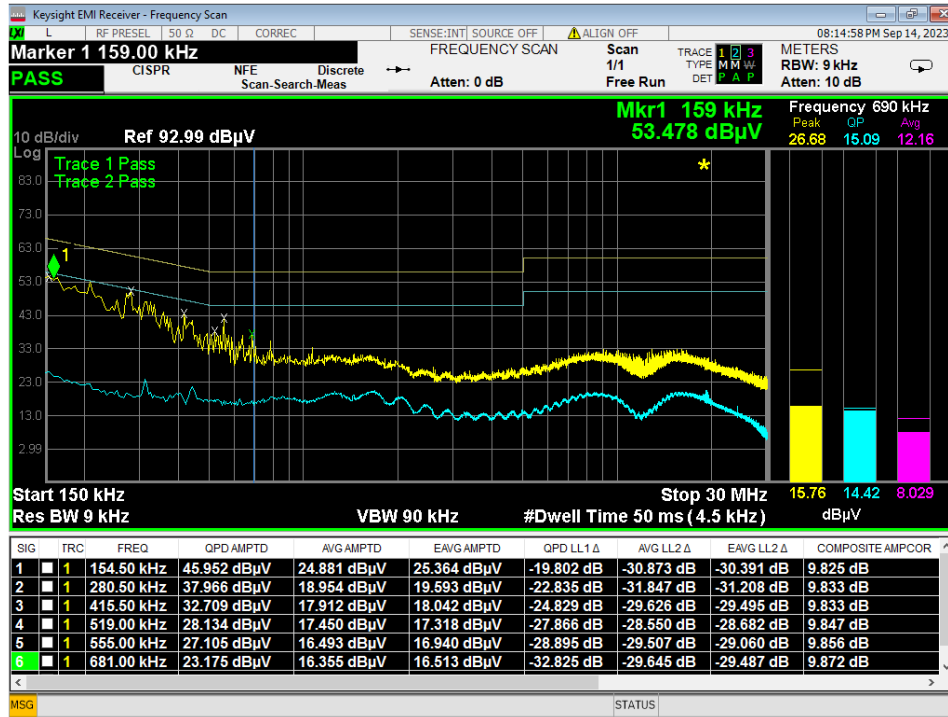 Keysight EMI Receiver - Frequency Scan
LXI L RF PRESEL 50 Ω DC CORREC SENSE:INT SOURCE OFF ALIGN OFF 08:14:58 PM Sep 14, 2023
Marker 1 159.00 kHz
PASS
CISPR NFE Discrete
Scan-Search-Meas
FREQUENCY SCAN
Atten: 0 dB
Scan
1/1
Free Run
TRACE 1 2 3
TYPE M M W
DET P A P
METERS
RBW: 9 kHz
Atten: 10 dB
10 dB/div Ref 92.99 dBµV
Log
Mkr1 159 kHz
53.478 dBµV
Trace 1 Pass
Trace 2 Pass
*
1
83.0
73.0
63.0
53.0
43.0
33.0
23.0
13.0
2.99
Start 150 kHz Stop 30 MHz
Res BW 9 kHz VBW 90 kHz #Dwell Time 50 ms (4.5 kHz)
Frequency 690 kHz
Peak QP Avg
26.68 15.09 12.16
15.76 14.42 8.029
dBµV
SIG TRC FREQ QPD AMPTD AVG AMPTD EAVG AMPTD QPD LL1 Δ AVG LL2 Δ EAVG LL2 Δ COMPOSITE AMPCOR
1 1 154.50 kHz 45.952 dBµV 24.881 dBµV 25.364 dBµV -19.802 dB -30.873 dB -30.391 dB 9.825 dB
2 1 280.50 kHz 37.966 dBµV 18.954 dBµV 19.593 dBµV -22.835 dB -31.847 dB -31.208 dB 9.833 dB
3 1 415.50 kHz 32.709 dBµV 17.912 dBµV 18.042 dBµV -24.829 dB -29.626 dB -29.495 dB 9.833 dB
4 1 519.00 kHz 28.134 dBµV 17.450 dBµV 17.318 dBµV -27.866 dB -28.550 dB -28.682 dB 9.847 dB
5 1 555.00 kHz 27.105 dBµV 16.493 dBµV 16.940 dBµV -28.895 dB -29.507 dB -29.060 dB 9.856 dB
6 1 681.00 kHz 23.175 dBµV 16.355 dBµV 16.513 dBµV -32.825 dB -29.645 dB -29.487 dB 9.872 dB
MSG STATUS